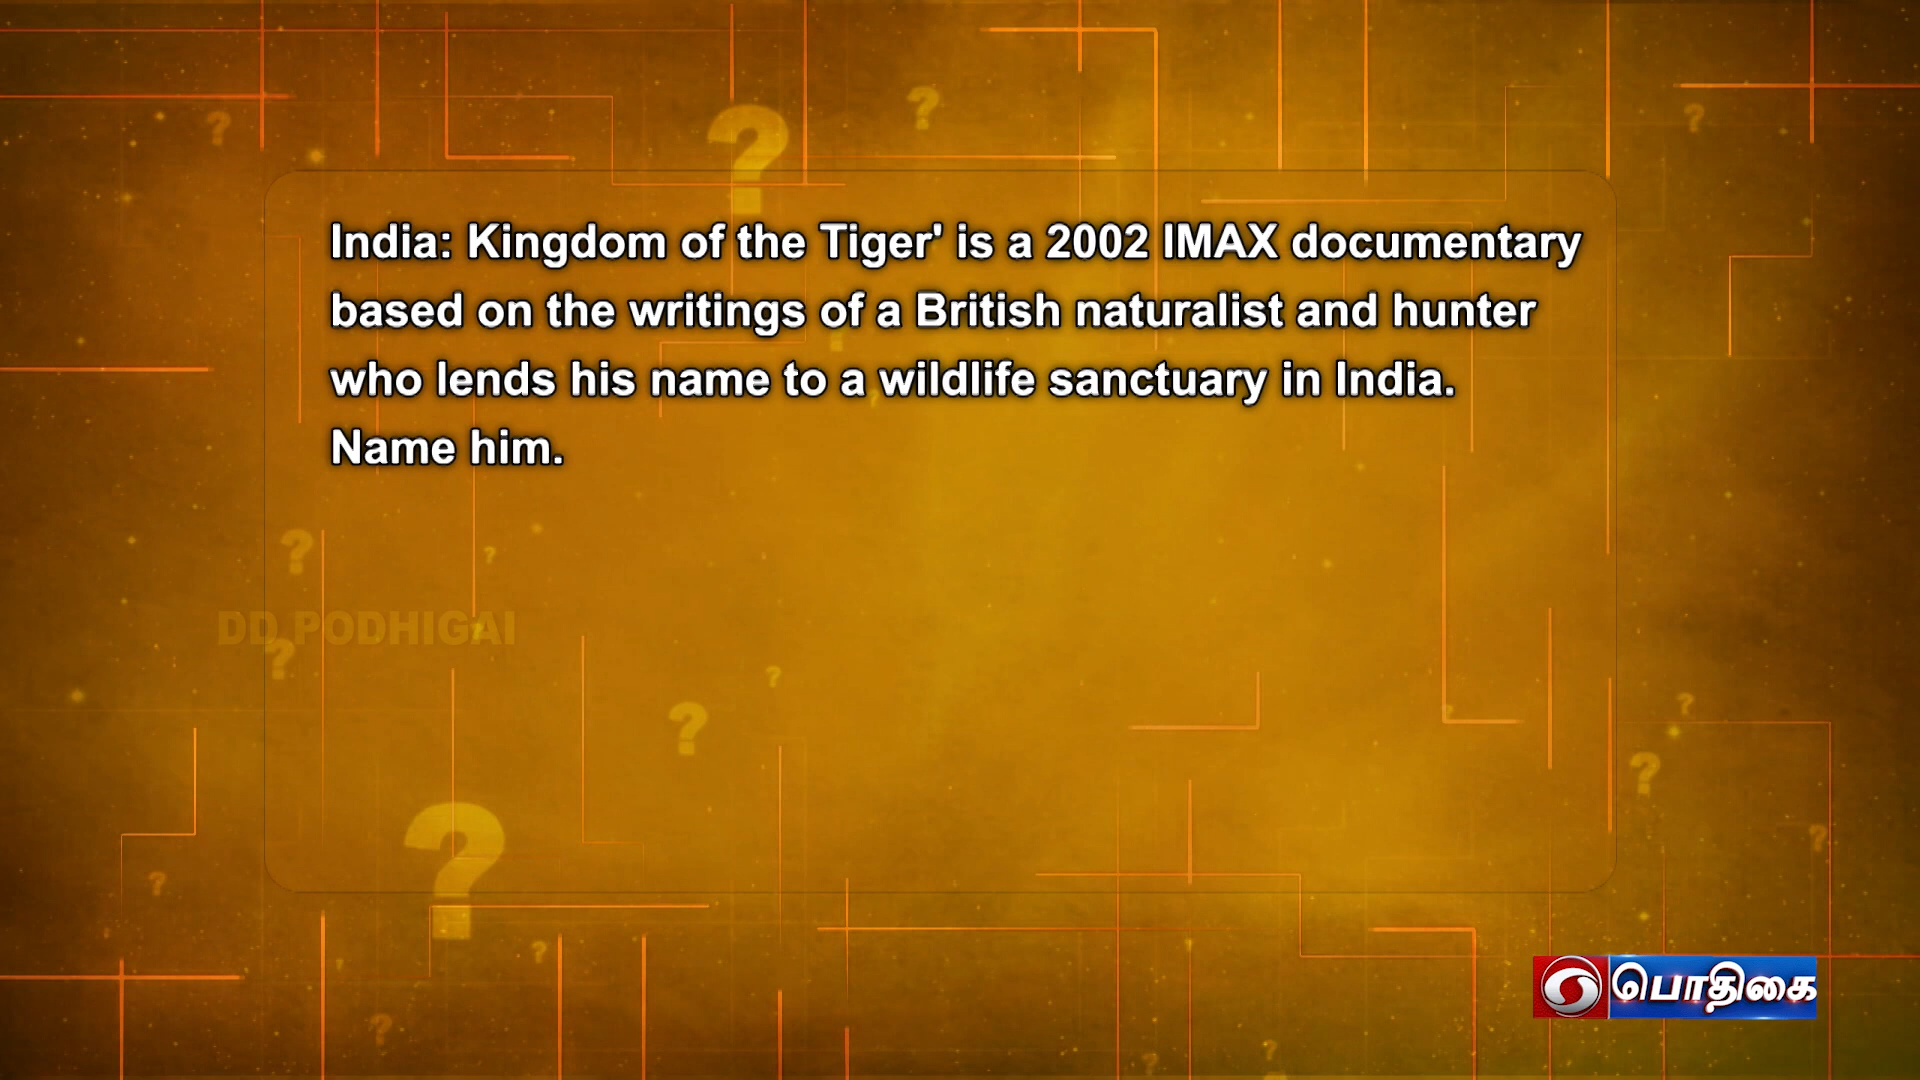 India: Kingdom of the Tiger' is a 2002 IMAX documentary
based on the writings of a British naturalist and hunter
who lends his name to a wildlife sanctuary in India.
Name him.
DD PODHIGAI
பொதிகை